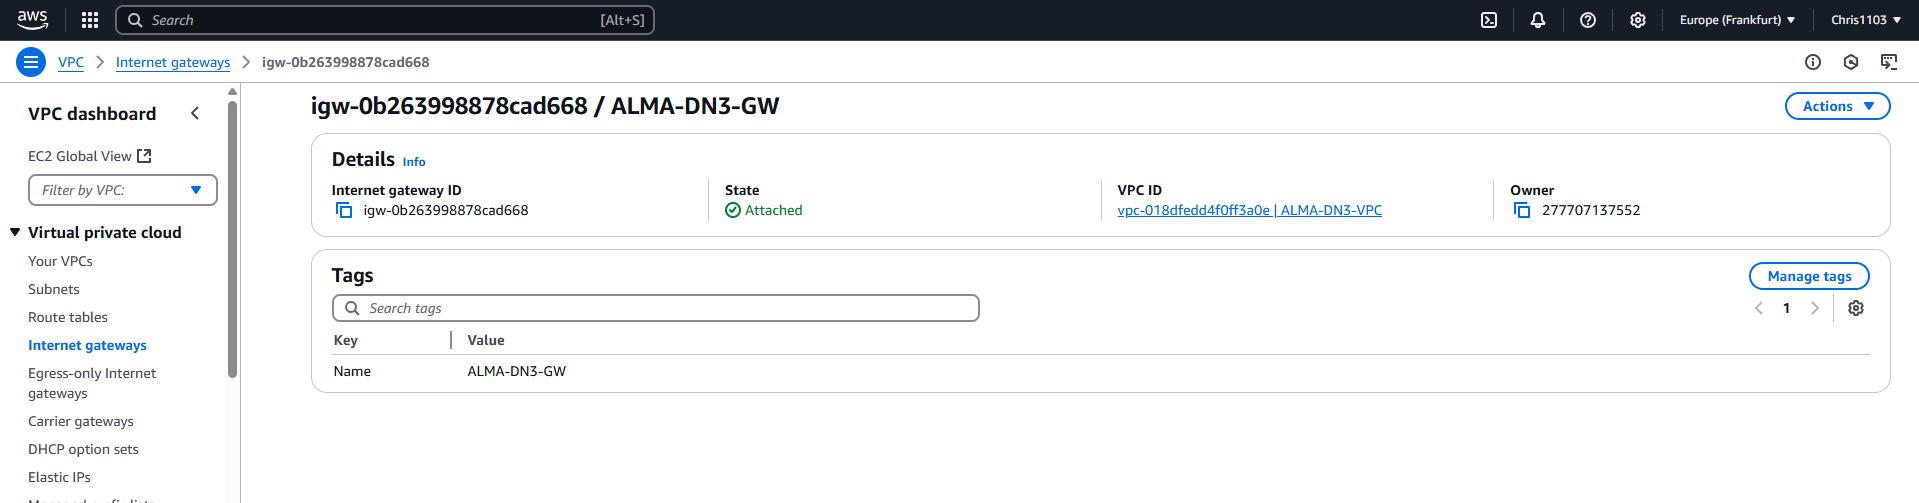 aws
Search [Alt+S] Europe (Frankfurt) Chris1103
VPC Internet gateways igw-0b263998878cad668
VPC dashboard
EC2 Global View
Filter by VPC:
Virtual private cloud
Your VPCs
Subnets
Route tables
Internet gateways
Egress-only Internet
gateways
Carrier gateways
DHCP option sets
Elastic IPs
igw-0b263998878cad668 / ALMA-DN3-GW
Actions
Details Info
Internet gateway ID
igw-0b263998878cad668
State
Attached
VPC ID
vpc-018dfedd4f0ff3a0e | ALMA-DN3-VPC
Owner
277707137552
Tags
Manage tags
Search tags
1
Key Value
Name ALMA-DN3-GW